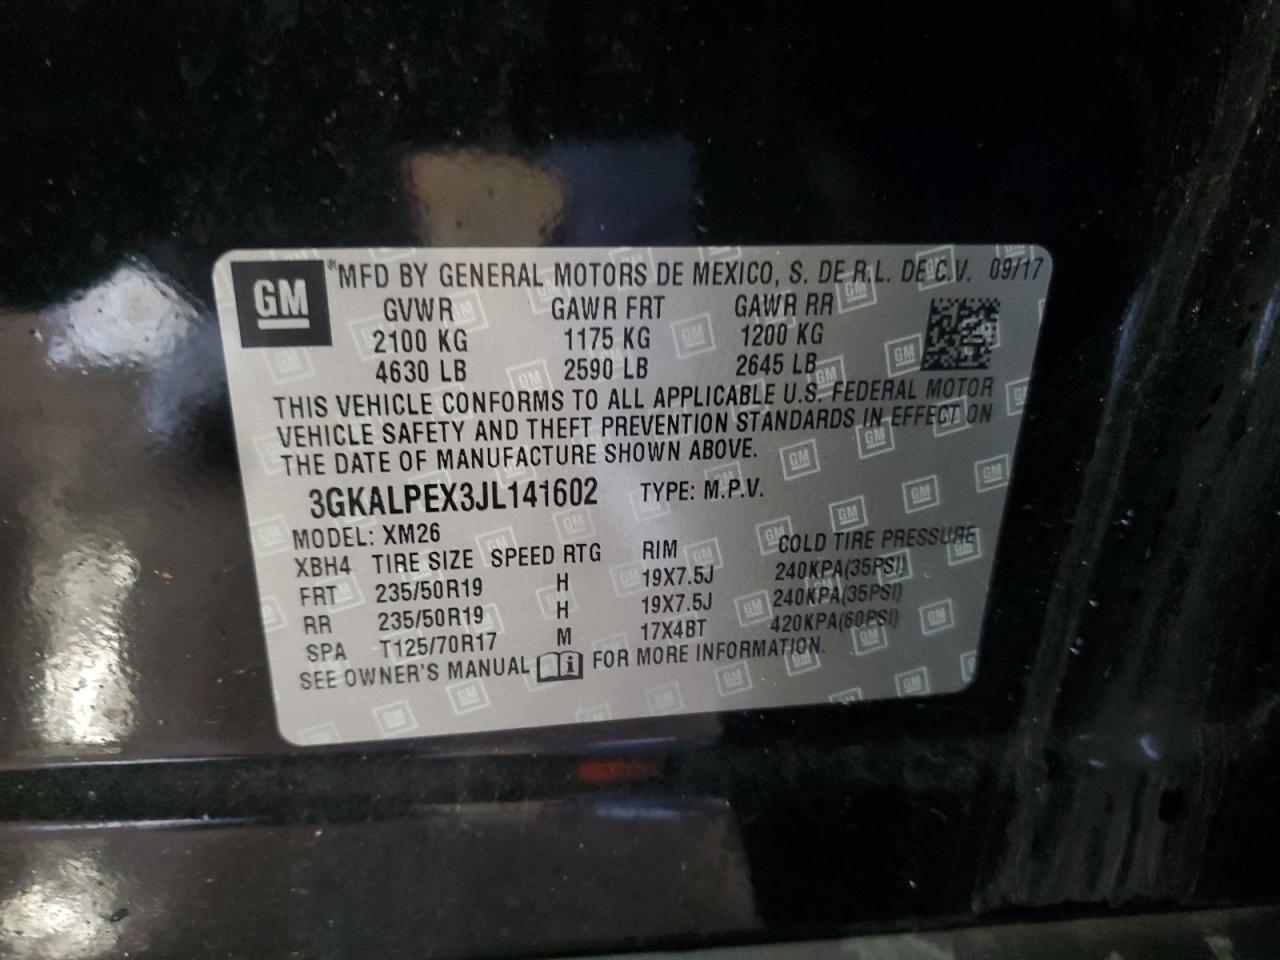 GM ®MFD BY GENERAL MOTORS DE MEXICO, S. DE R.L. DE C.V. 09/17
GVWR GAWR FRT GAWR RR
2100 KG 1175 KG 1200 KG
4630 LB 2590 LB 2645 LB
THIS VEHICLE CONFORMS TO ALL APPLICABLE U.S. FEDERAL MOTOR
VEHICLE SAFETY AND THEFT PREVENTION STANDARDS IN EFFECT ON
THE DATE OF MANUFACTURE SHOWN ABOVE.
3GKALPEX3JL141602 TYPE: M.P.V.
MODEL: XM26
XBH4 TIRE SIZE SPEED RTG RIM COLD TIRE PRESSURE
FRT 235/50R19 H 19X7.5J 240KPA(35PSI)
RR 235/50R19 H 19X7.5J 240KPA(35PSI)
SPA T125/70R17 M 17X4BT 420KPA(60PSI)
SEE OWNER'S MANUAL FOR MORE INFORMATION.